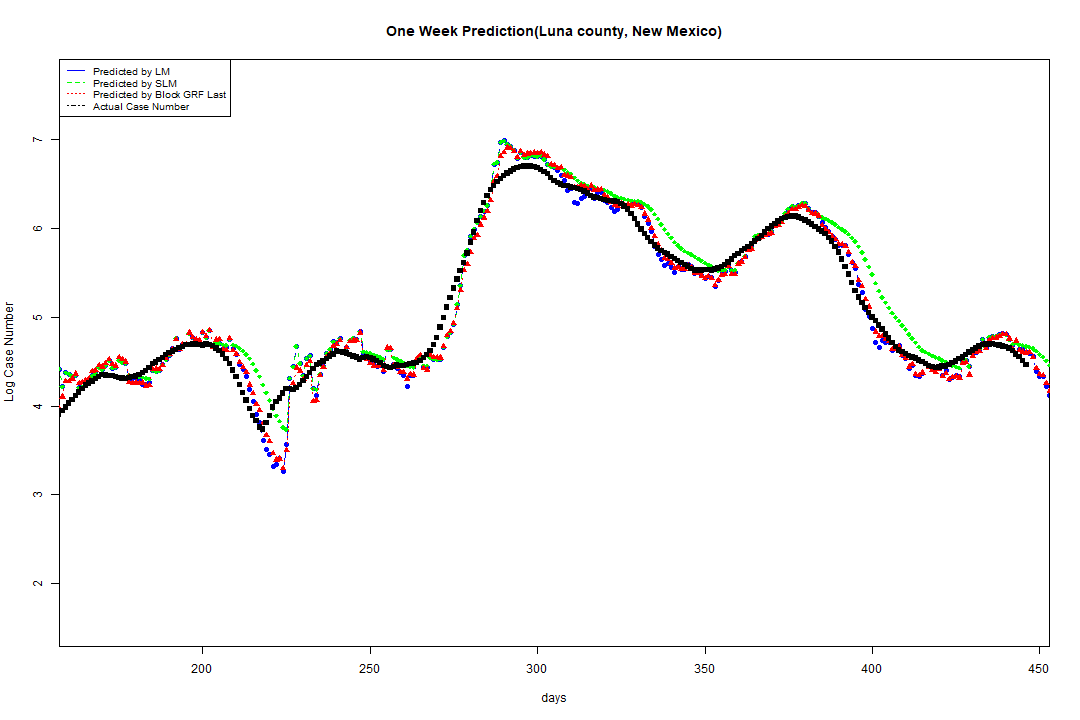 One Week Prediction(Luna county, New Mexico)
Predicted by LM
Predicted by SLM
Predicted by Block GRF Last
Actual Case Number
7
6
5
4
3
2
Log Case Number
200 250 300 350 400 450
days